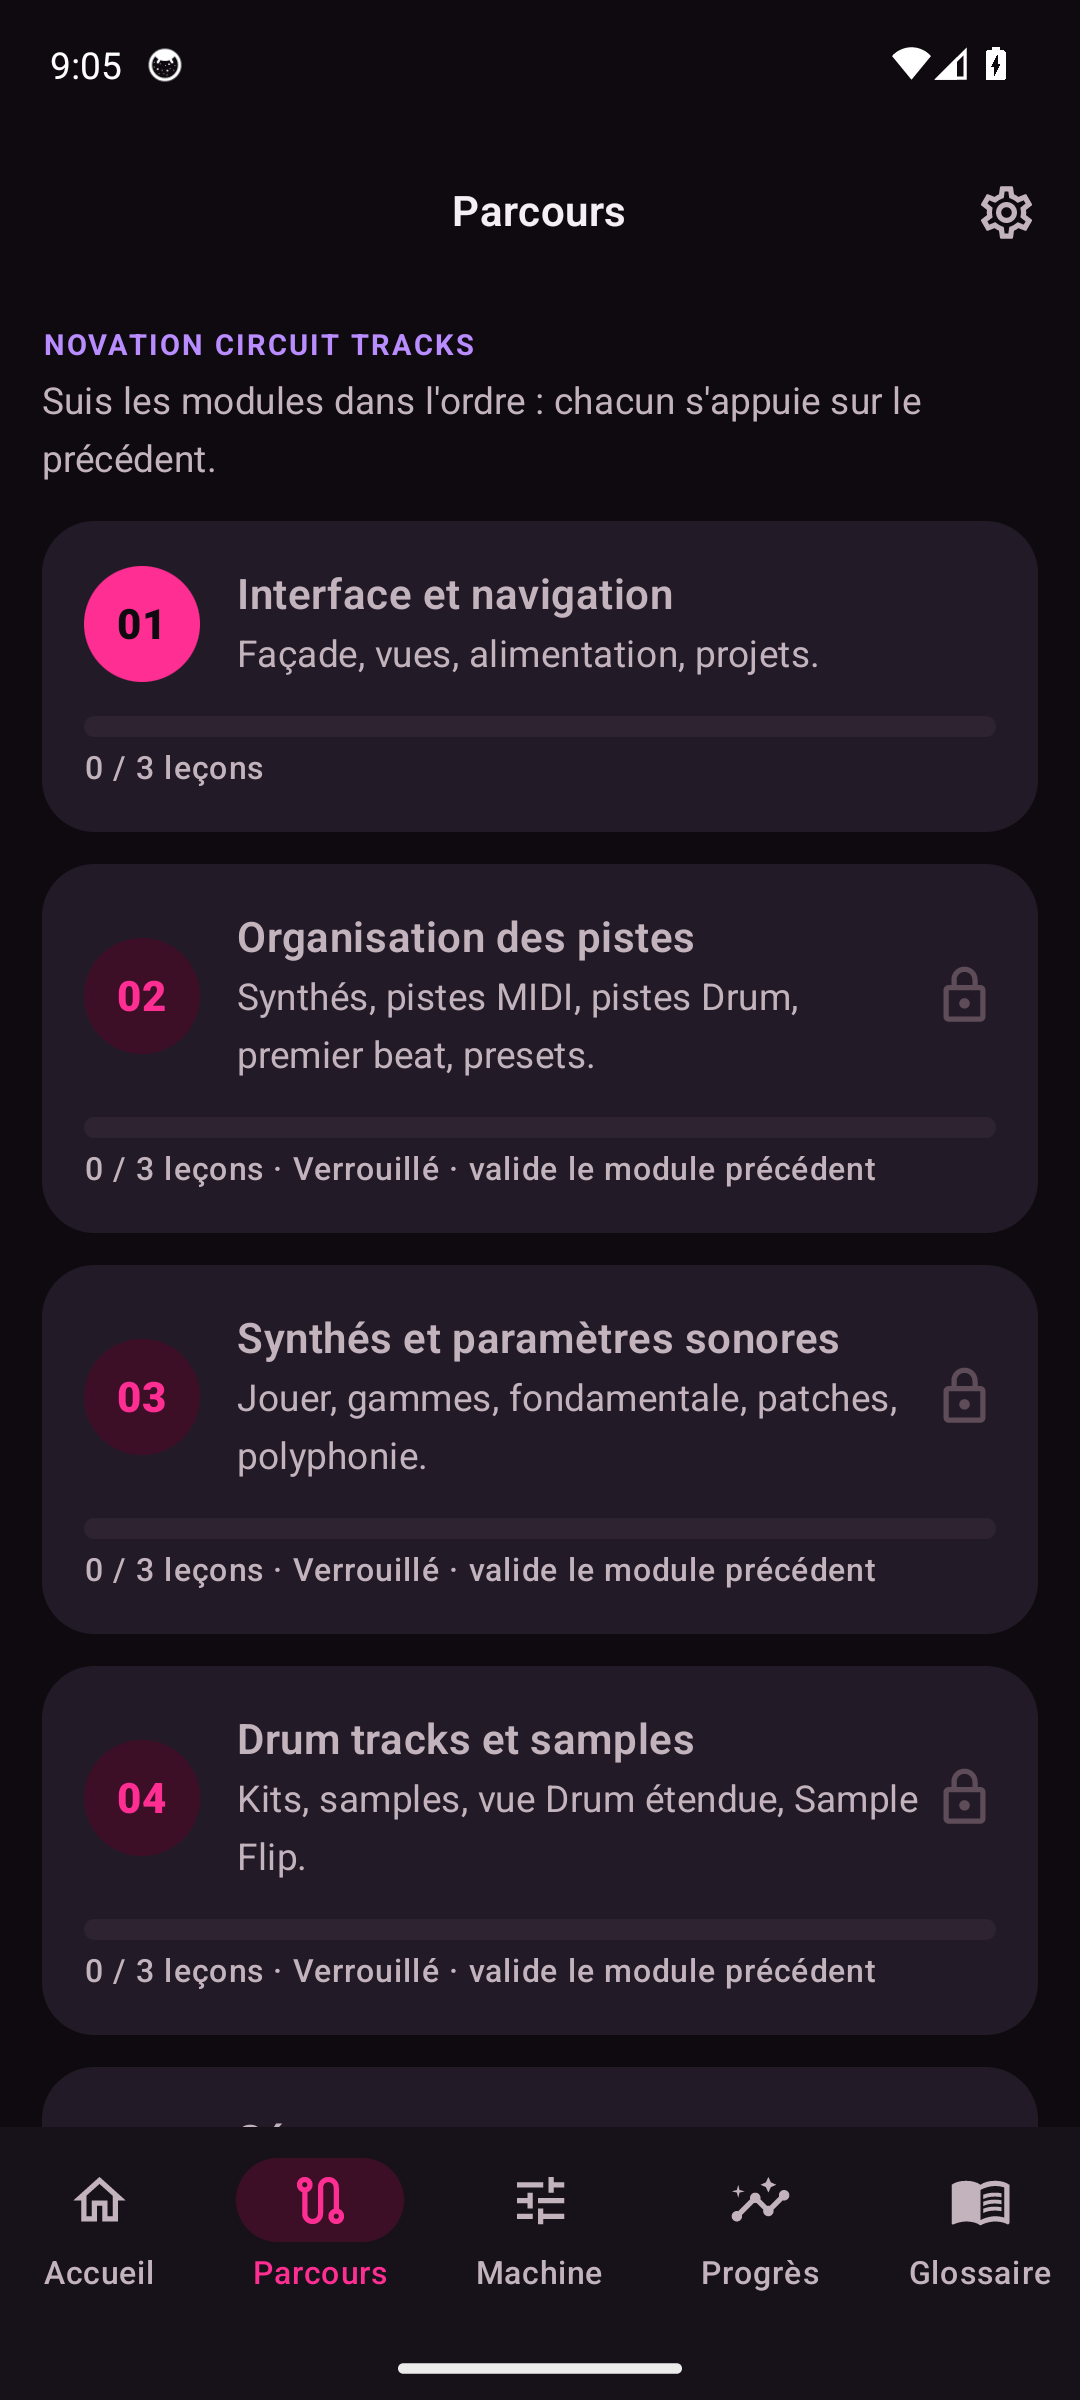 9:05
Parcours
NOVATION CIRCUIT TRACKS
Suis les modules dans l'ordre : chacun s'appuie sur le
précédent.
01
Interface et navigation
Façade, vues, alimentation, projets.
0 / 3 leçons
02
Organisation des pistes
Synthés, pistes MIDI, pistes Drum,
premier beat, presets.
0 / 3 leçons · Verrouillé · valide le module précédent
03
Synthés et paramètres sonores
Jouer, gammes, fondamentale, patches,
polyphonie.
0 / 3 leçons · Verrouillé · valide le module précédent
04
Drum tracks et samples
Kits, samples, vue Drum étendue, Sample
Flip.
0 / 3 leçons · Verrouillé · valide le module précédent
Accueil
Parcours
Machine
Progrès
Glossaire